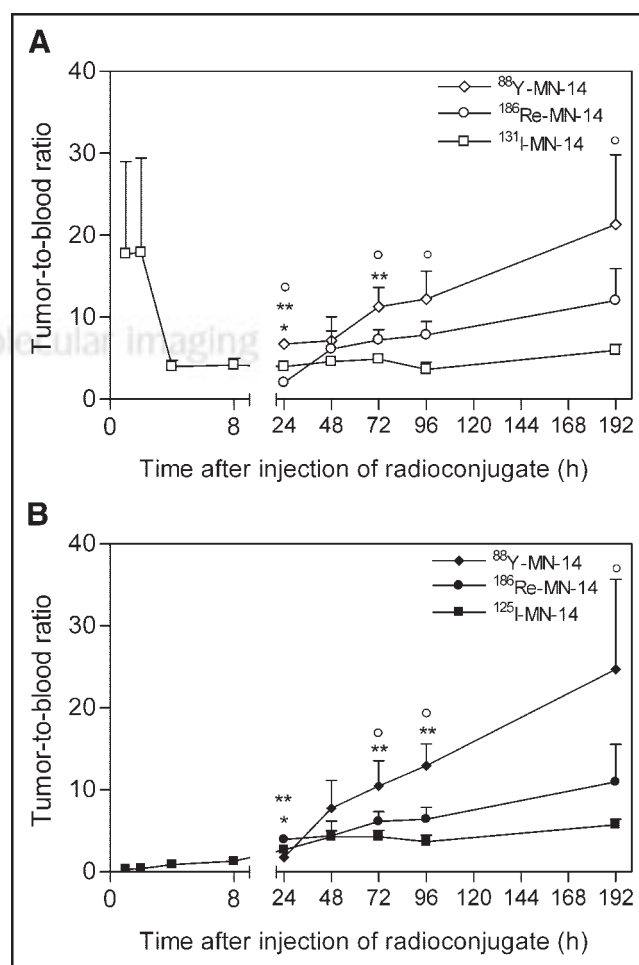 A
40
30
20
10
0
Tumor-to-blood ratio
⁸⁸Y-MN-14
¹⁸⁶Re-MN-14
¹³¹I-MN-14
**
*
**
0 8 24 48 72 96 120 144 168 192
Time after injection of radioconjugate (h)
olecular imaging
B
40
30
20
10
0
Tumor-to-blood ratio
⁸⁸Y-MN-14
¹⁸⁶Re-MN-14
¹²⁵I-MN-14
**
*
**
**
0 8 24 48 72 96 120 144 168 192
Time after injection of radioconjugate (h)